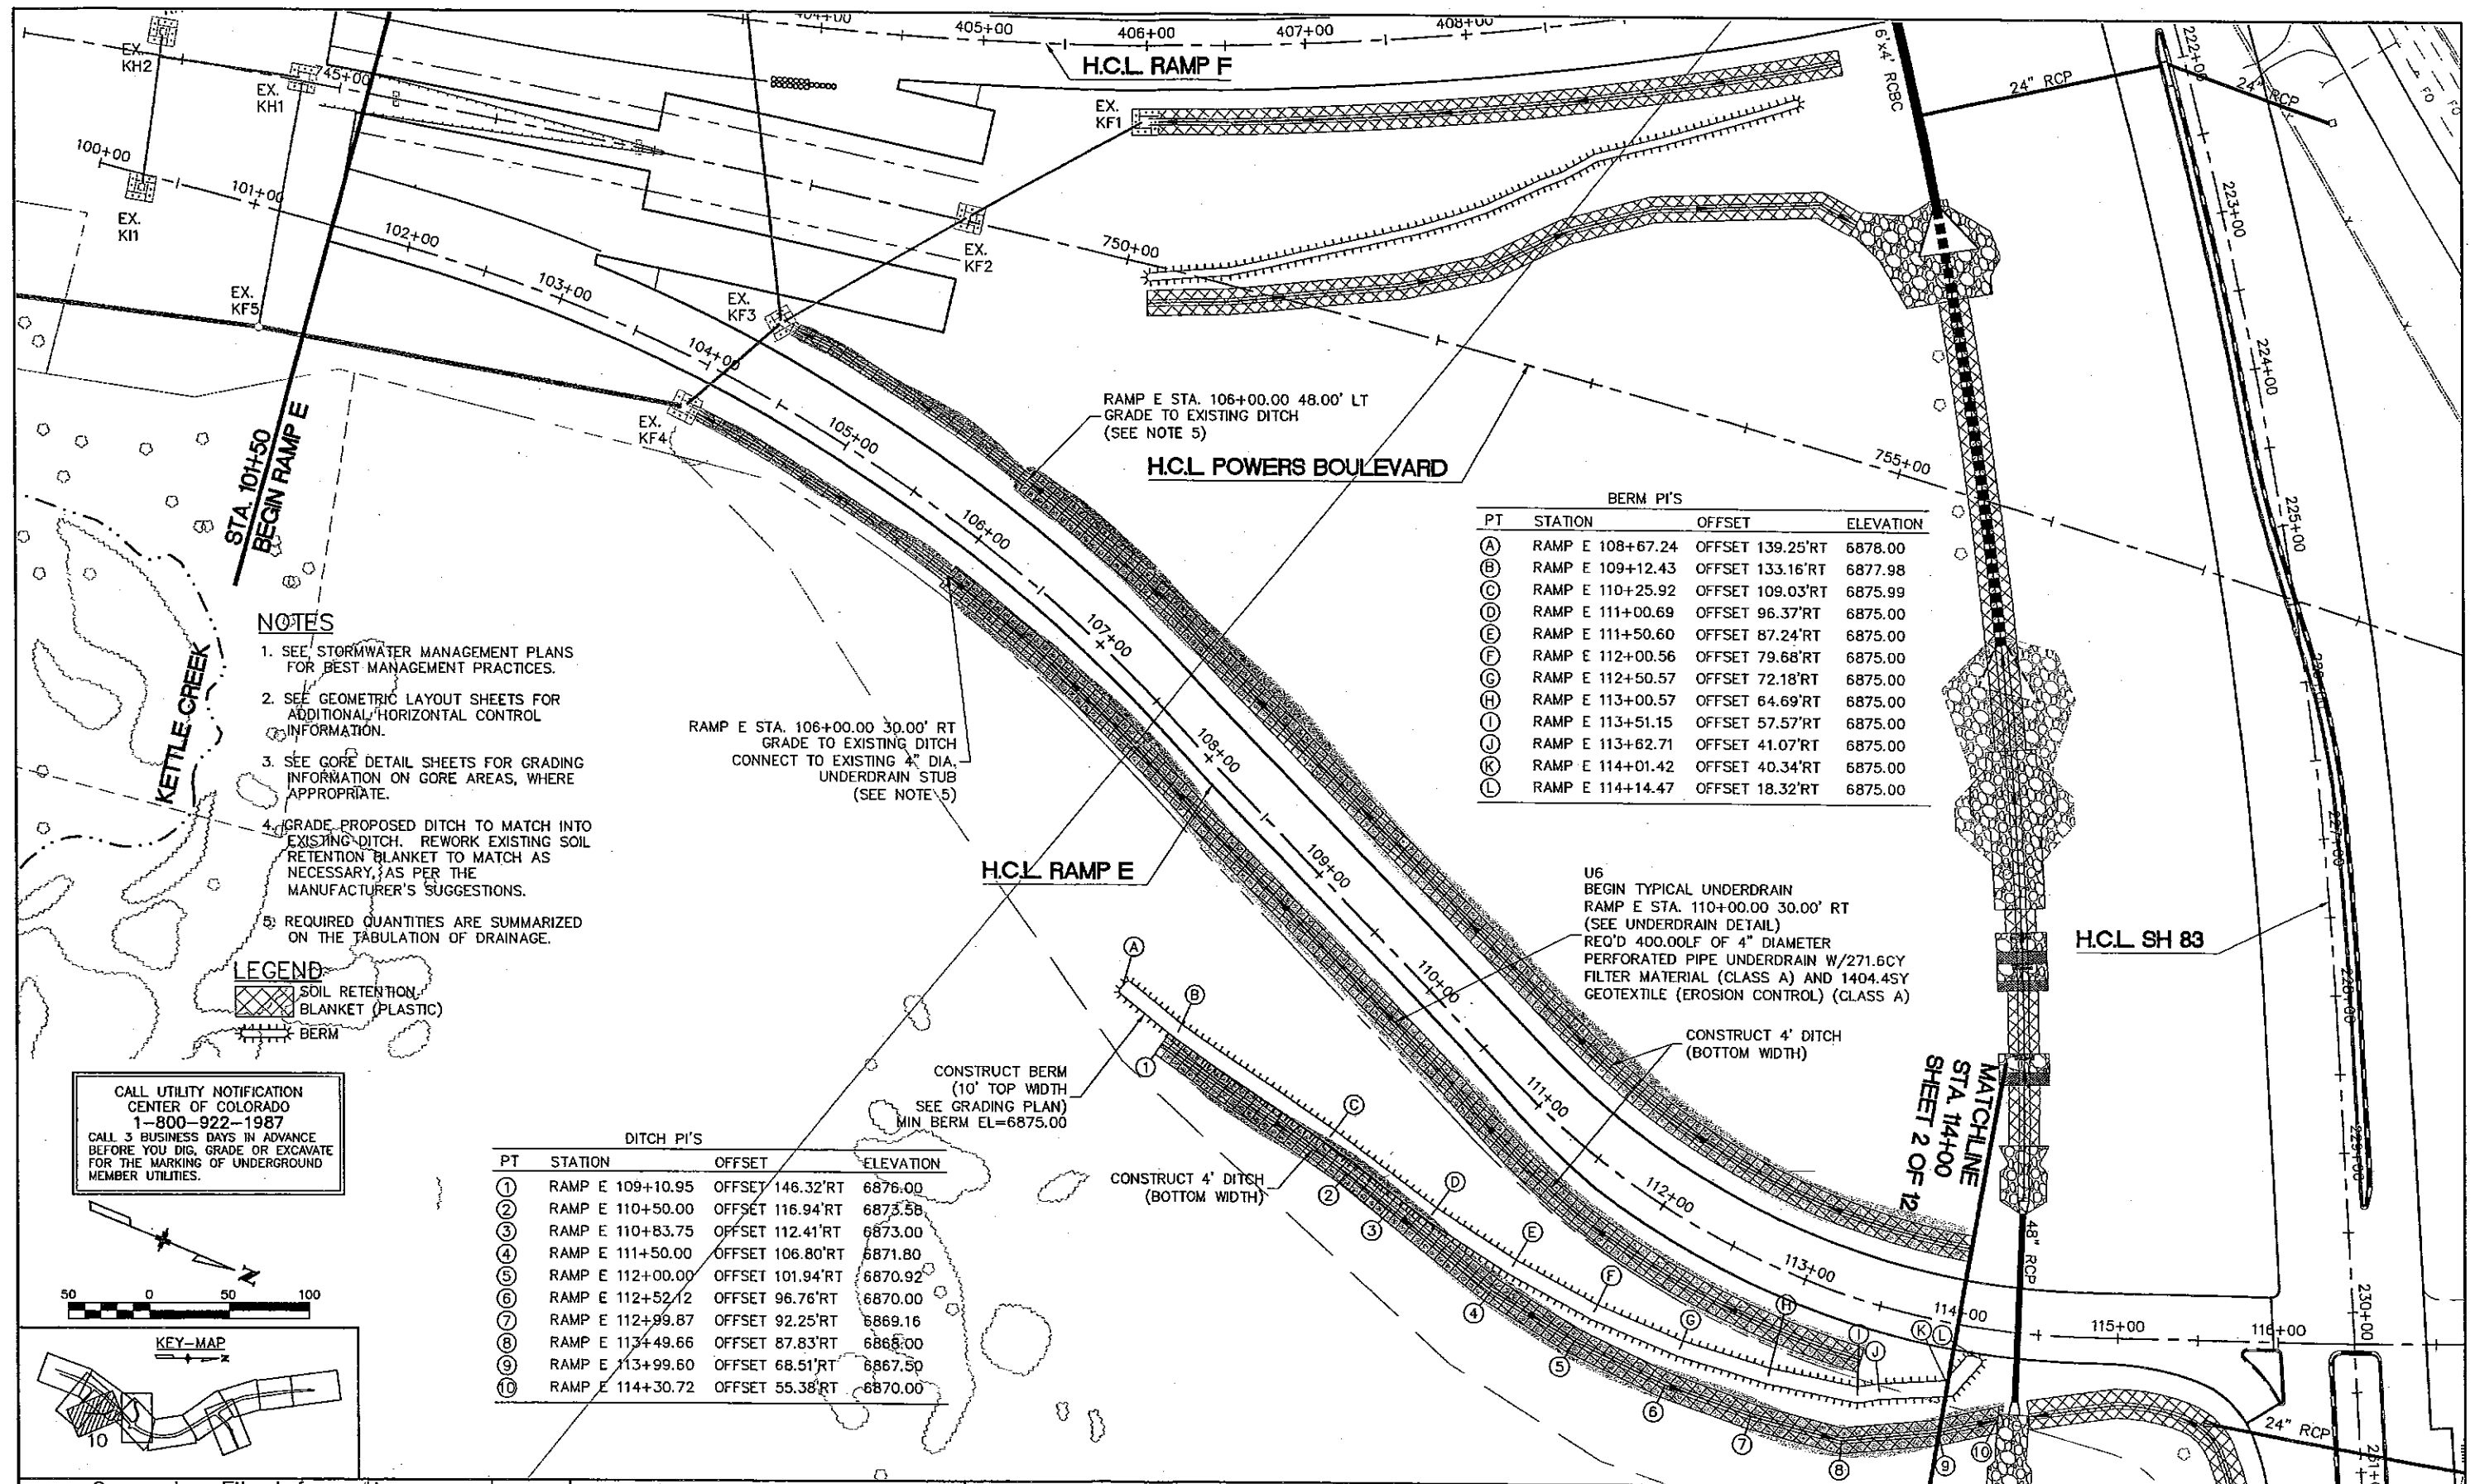 404+00
405+00
406+00
407+00
408+00
H.C.L. RAMP F
EX.
KH2
EX.
KH1
745+00
EX.
KF1
6'x4' RCBC
24" RCP
24" RCP
222+00
FO
FO
100+00
101+00
EX.
KI1
102+00
103+00
EX.
KF5
EX.
KF3
EX.
KF2
750+00
223+00
224+00
104+00
EX.
KF4
105+00
RAMP E STA. 106+00.00 48.00' LT
GRADE TO EXISTING DITCH
(SEE NOTE 5)
H.C.L. POWERS BOULEVARD
755+00
225+00
STA. 101+50
BEGIN RAMP E
106+00
107+00
108+00
BERM PI'S
PT STATION OFFSET ELEVATION
A RAMP E 108+67.24 OFFSET 139.25'RT 6878.00
B RAMP E 109+12.43 OFFSET 133.16'RT 6877.98
C RAMP E 110+25.92 OFFSET 109.03'RT 6875.99
D RAMP E 111+00.69 OFFSET 96.37'RT 6875.00
E RAMP E 111+50.60 OFFSET 87.24'RT 6875.00
F RAMP E 112+00.56 OFFSET 79.68'RT 6875.00
G RAMP E 112+50.57 OFFSET 72.18'RT 6875.00
H RAMP E 113+00.57 OFFSET 64.69'RT 6875.00
I RAMP E 113+51.15 OFFSET 57.57'RT 6875.00
J RAMP E 113+62.71 OFFSET 41.07'RT 6875.00
K RAMP E 114+01.42 OFFSET 40.34'RT 6875.00
L RAMP E 114+14.47 OFFSET 18.32'RT 6875.00
226+00
227+00
228+00
229+00
NOTES
1. SEE STORMWATER MANAGEMENT PLANS
FOR BEST MANAGEMENT PRACTICES.
2. SEE GEOMETRIC LAYOUT SHEETS FOR
ADDITIONAL HORIZONTAL CONTROL
INFORMATION.
3. SEE GORE DETAIL SHEETS FOR GRADING
INFORMATION ON GORE AREAS, WHERE
APPROPRIATE.
4. GRADE PROPOSED DITCH TO MATCH INTO
EXISTING DITCH. REWORK EXISTING SOIL
RETENTION BLANKET TO MATCH AS
NECESSARY, AS PER THE
MANUFACTURER'S SUGGESTIONS.
5. REQUIRED QUANTITIES ARE SUMMARIZED
ON THE TABULATION OF DRAINAGE.
KETTLE CREEK
LEGEND
SOIL RETENTION
BLANKET (PLASTIC)
BERM
RAMP E STA. 106+00.00 30.00' RT
GRADE TO EXISTING DITCH
CONNECT TO EXISTING 4" DIA.
UNDERDRAIN STUB
(SEE NOTE 5)
H.C.L. RAMP E
109+00
110+00
111+00
112+00
113+00
114+00
115+00
116+00
U6
BEGIN TYPICAL UNDERDRAIN
RAMP E STA. 110+00.00 30.00' RT
(SEE UNDERDRAIN DETAIL)
REQ'D 400.00LF OF 4" DIAMETER
PERFORATED PIPE UNDERDRAIN W/271.6CY
FILTER MATERIAL (CLASS A) AND 1404.4SY
GEOTEXTILE (EROSION CONTROL) (CLASS A)
H.C.L. SH 83
CONSTRUCT 4' DITCH
(BOTTOM WIDTH)
MATCHLINE
STA. 114+00
SHEET 2 OF 12
48" RCP
CALL UTILITY NOTIFICATION
CENTER OF COLORADO
1-800-922-1987
CALL 3 BUSINESS DAYS IN ADVANCE
BEFORE YOU DIG, GRADE OR EXCAVATE
FOR THE MARKING OF UNDERGROUND
MEMBER UTILITIES.
CONSTRUCT BERM
(10' TOP WIDTH
SEE GRADING PLAN)
MIN BERM EL=6875.00
CONSTRUCT 4' DITCH
(BOTTOM WIDTH)
DITCH PI'S
PT STATION OFFSET ELEVATION
1 RAMP E 109+10.95 OFFSET 146.32'RT 6876.00
2 RAMP E 110+50.00 OFFSET 116.94'RT 6873.58
3 RAMP E 110+83.75 OFFSET 112.41'RT 6873.00
4 RAMP E 111+50.00 OFFSET 106.80'RT 6871.80
5 RAMP E 112+00.00 OFFSET 101.94'RT 6870.92
6 RAMP E 112+52.12 OFFSET 96.76'RT 6870.00
7 RAMP E 112+99.87 OFFSET 92.25'RT 6869.16
8 RAMP E 113+49.66 OFFSET 87.83'RT 6868.00
9 RAMP E 113+99.60 OFFSET 68.51'RT 6867.50
10 RAMP E 114+30.72 OFFSET 55.38'RT 6870.00
A
B
C
D
E
F
G
H
I
J
K
L
1
2
3
4
5
6
7
8
9
10
230+00
24" RCP
N
50 0 50 100
KEY-MAP
N
10